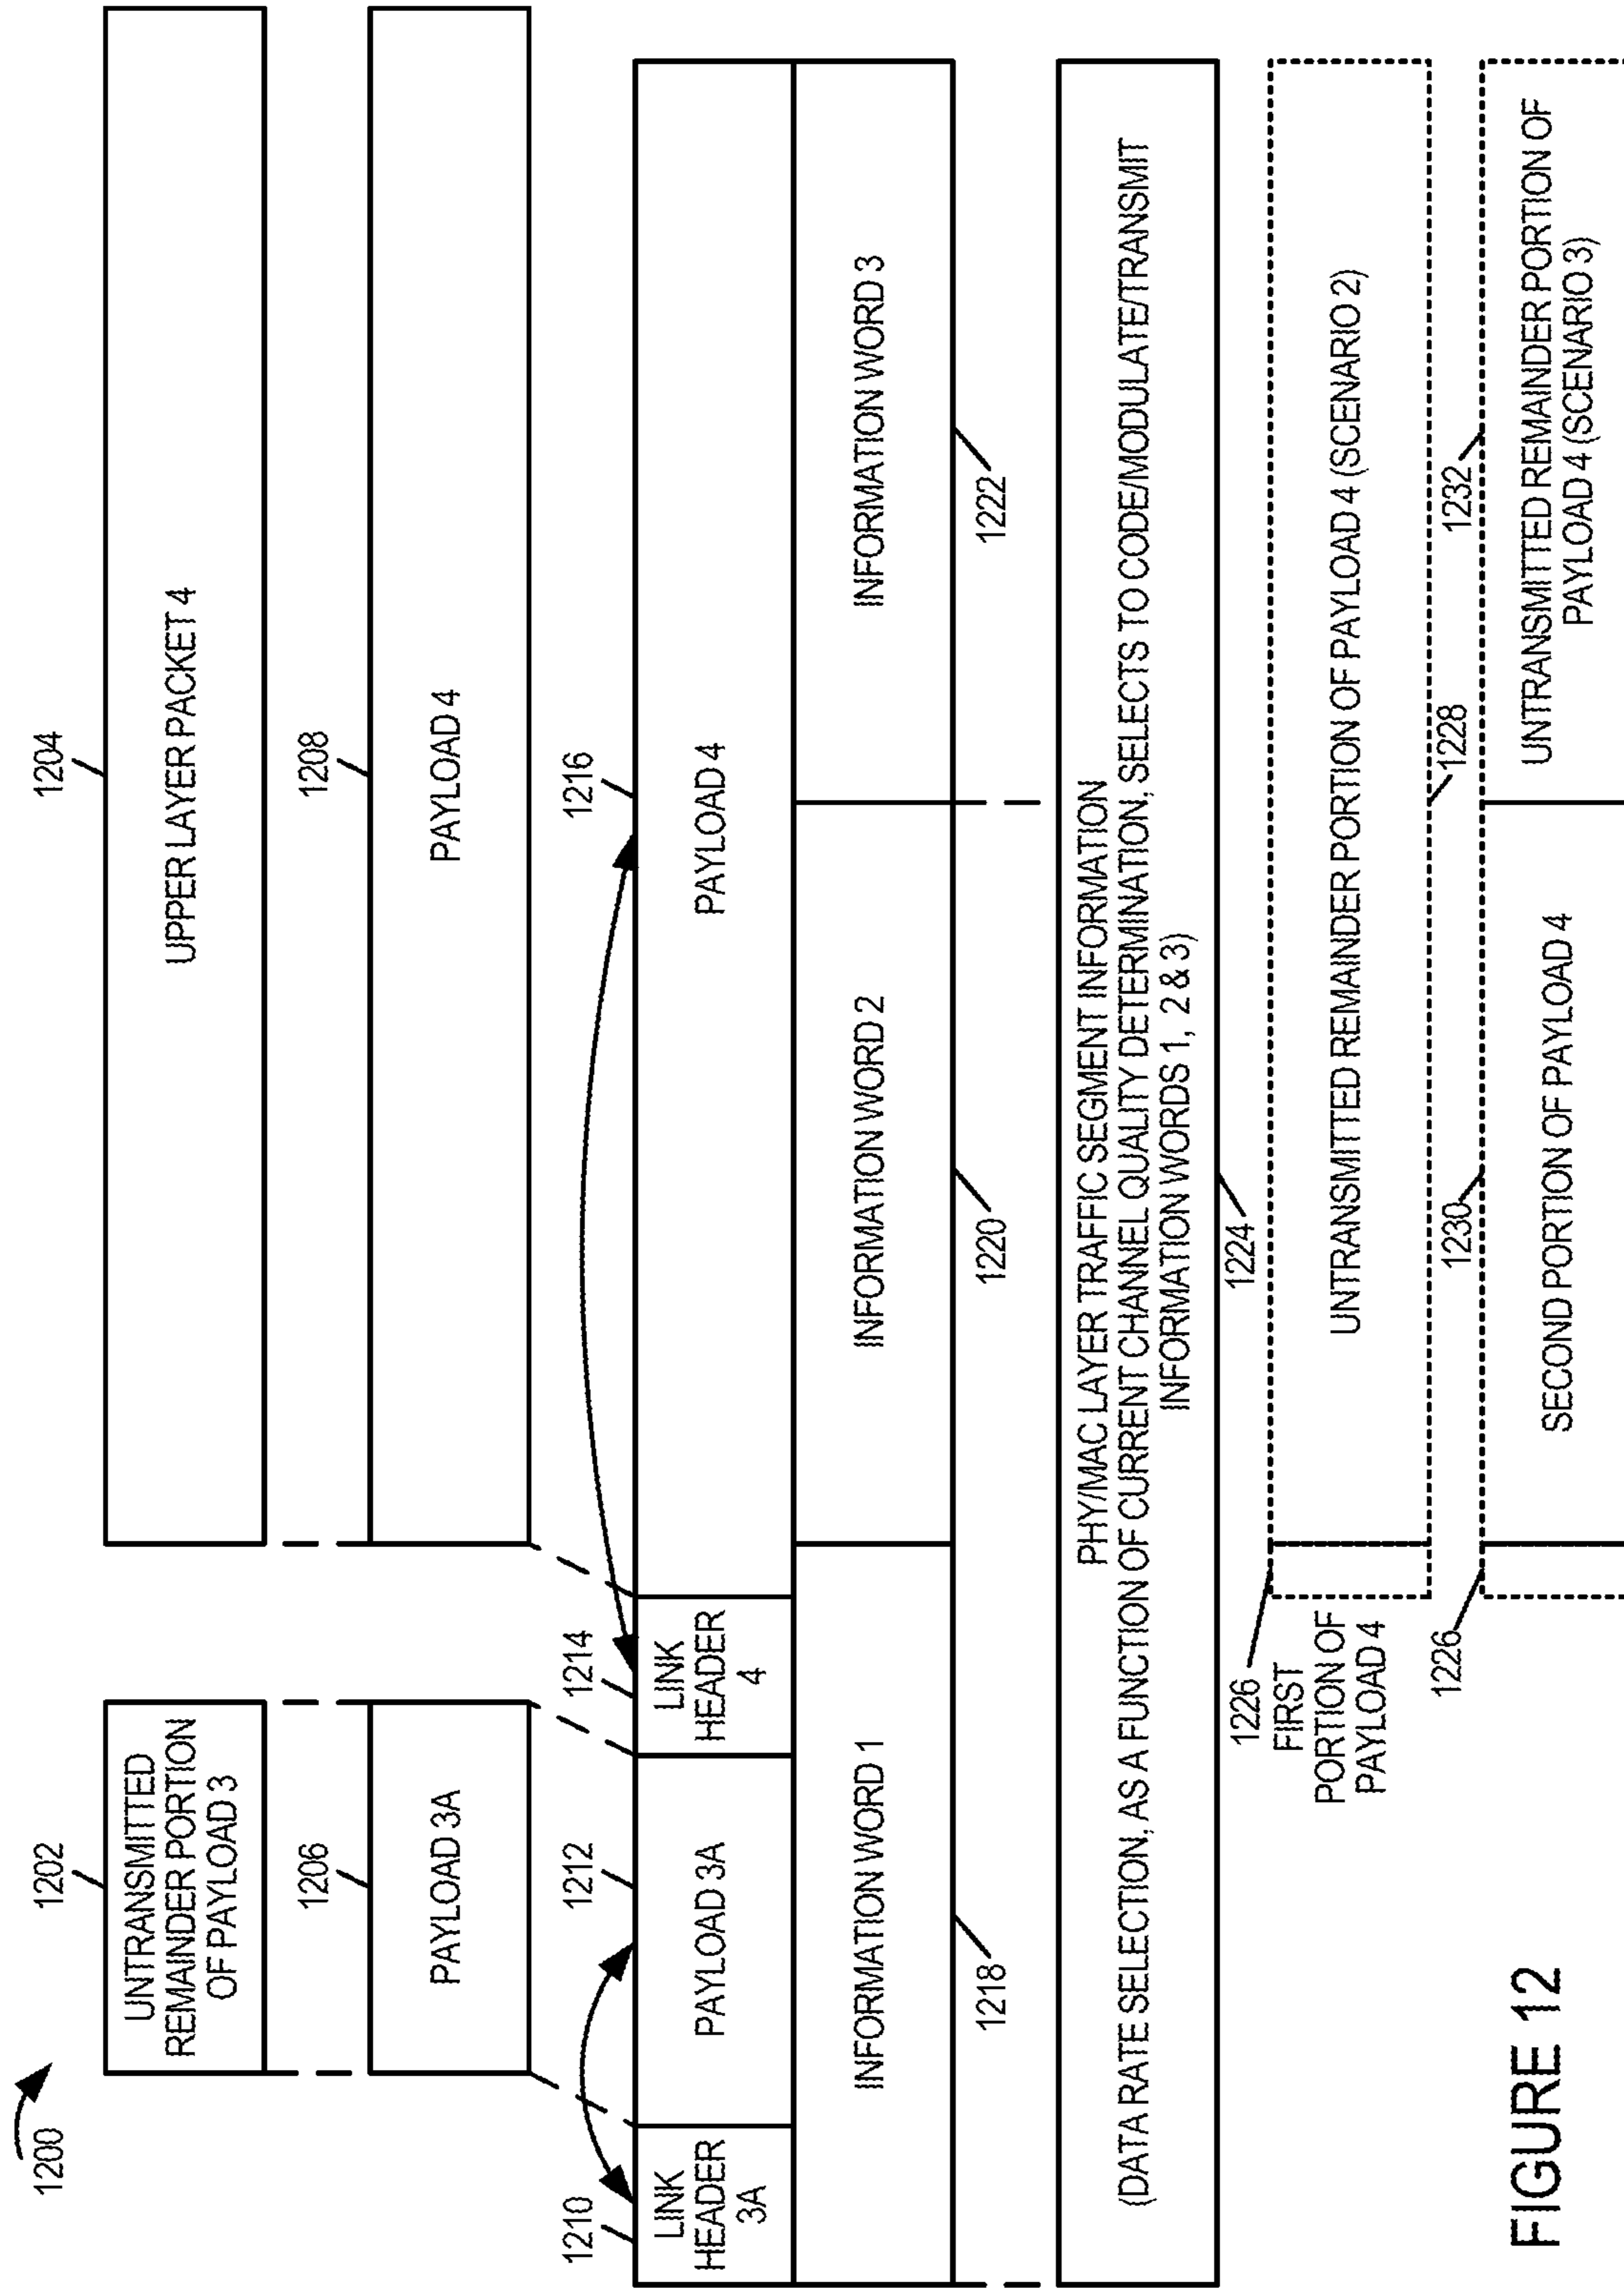 1200
1202
UNTRANSMITTED
REMAINDER PORTION
OF PAYLOAD 3
1204
UPPER LAYER PACKET 4
1206
PAYLOAD 3A
1208
PAYLOAD 4
1210
LINK
HEADER
3A
1212
PAYLOAD 3A
1214
LINK
HEADER
4
1216
PAYLOAD 4
INFORMATION WORD 1
1218
INFORMATION WORD 2
1220
INFORMATION WORD 3
1222
PHY/MAC LAYER TRAFFIC SEGMENT INFORMATION
(DATA RATE SELECTION, AS A FUNCTION OF CURRENT CHANNEL QUALITY DETERMINATION, SELECTS TO CODE/MODULATE/TRANSMIT
INFORMATION WORDS 1, 2 & 3)
1224
1226
FIRST
PORTION OF
PAYLOAD 4
UNTRANSMITTED REMAINDER PORTION OF PAYLOAD 4 (SCENARIO 2)
1228
1226
1230
SECOND PORTION OF PAYLOAD 4
1232
UNTRANSMITTED REMAINDER PORTION OF
PAYLOAD 4 (SCENARIO 3)
FIGURE 12